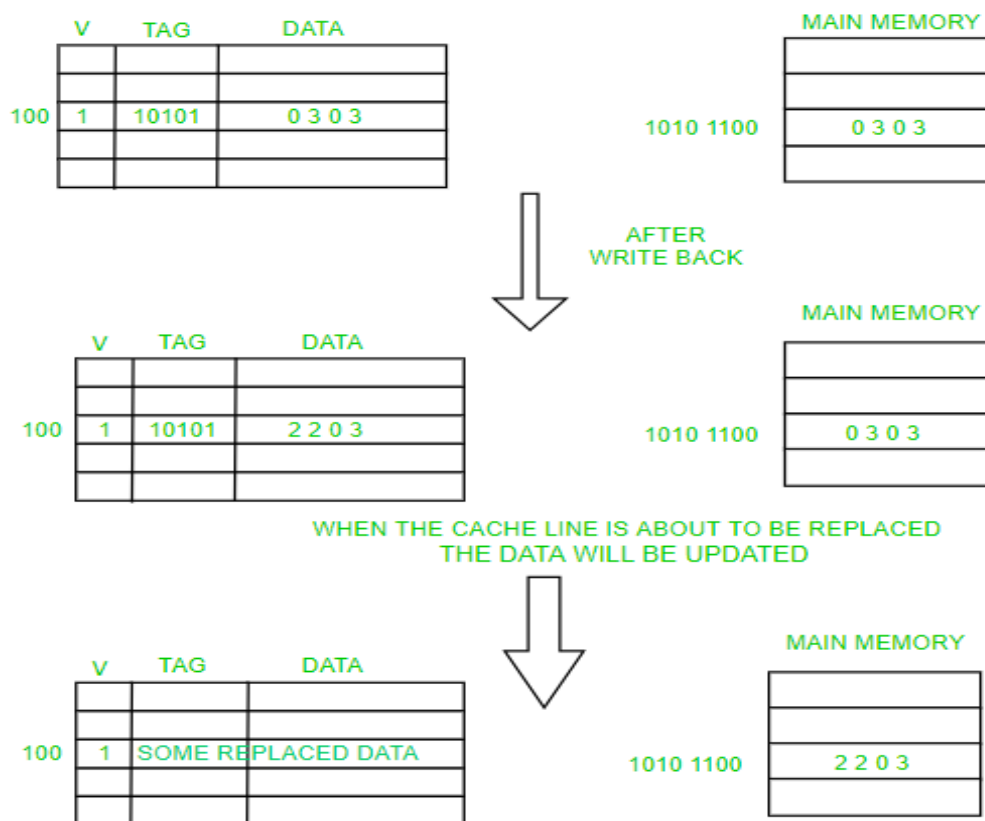 V TAG DATA
MAIN MEMORY
100 1 10101 0 3 0 3
1010 1100 0 3 0 3
AFTER
WRITE BACK
MAIN MEMORY
V TAG DATA
100 1 10101 2 2 0 3
1010 1100 0 3 0 3
WHEN THE CACHE LINE IS ABOUT TO BE REPLACED
THE DATA WILL BE UPDATED
MAIN MEMORY
V TAG DATA
100 1 SOME REPLACED DATA
1010 1100 2 2 0 3